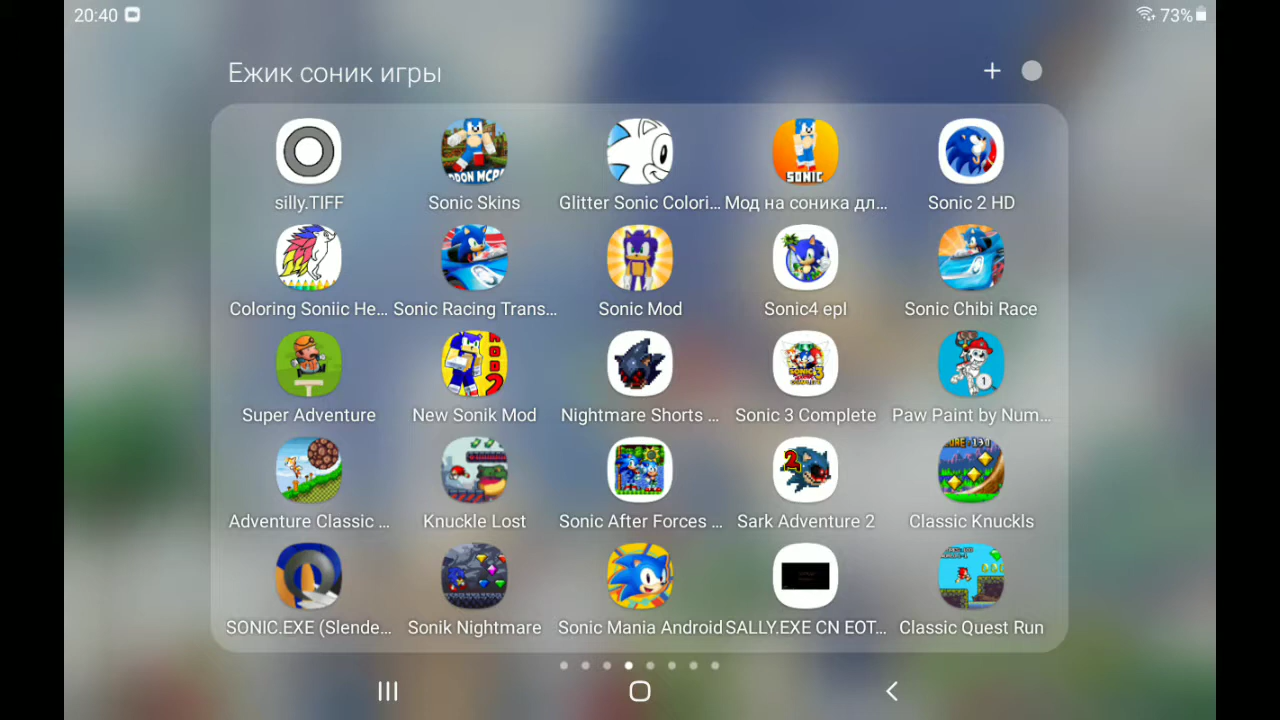 20:40
73%
Ежик соник игры
silly.TIFF
Sonic Skins
Glitter Sonic Colori...
Мод на соника дл...
Sonic 2 HD
Coloring Soniic He...
Sonic Racing Trans...
Sonic Mod
Sonic4 epl
Sonic Chibi Race
Super Adventure
New Sonik Mod
Nightmare Shorts ...
Sonic 3 Complete
Paw Paint by Num...
Adventure Classic ...
Knuckle Lost
Sonic After Forces ...
Sark Adventure 2
Classic Knuckls
SONIC.EXE (Slende...
Sonik Nightmare
Sonic Mania Android
SALLY.EXE CN EOT...
Classic Quest Run